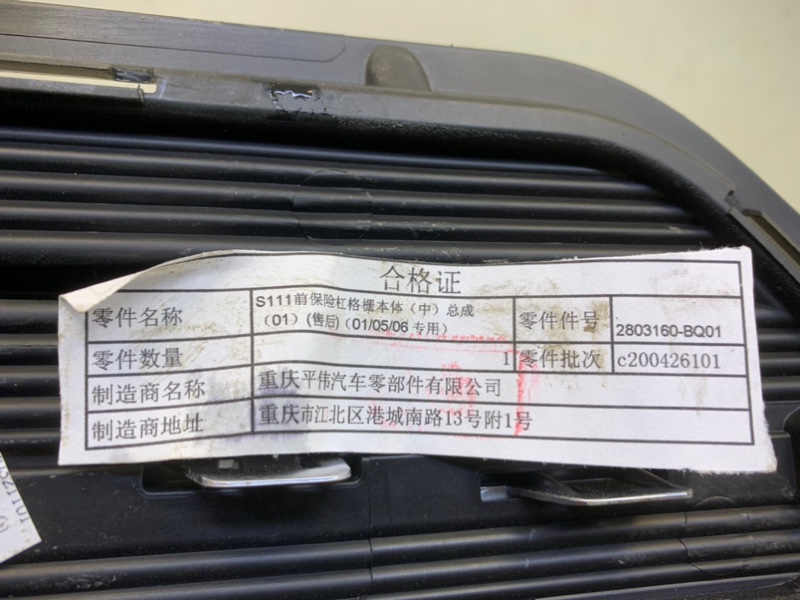 合格证
零件名称 S111前保险杠格栅本体（中）总成 零件件号 2803160-BQ01
（01）(售后)（01/05/06 专用）
零件数量 1 零件批次 c200426101
制造商名称 重庆平伟汽车零部件有限公司
制造商地址 重庆市江北区港城南路13号附1号